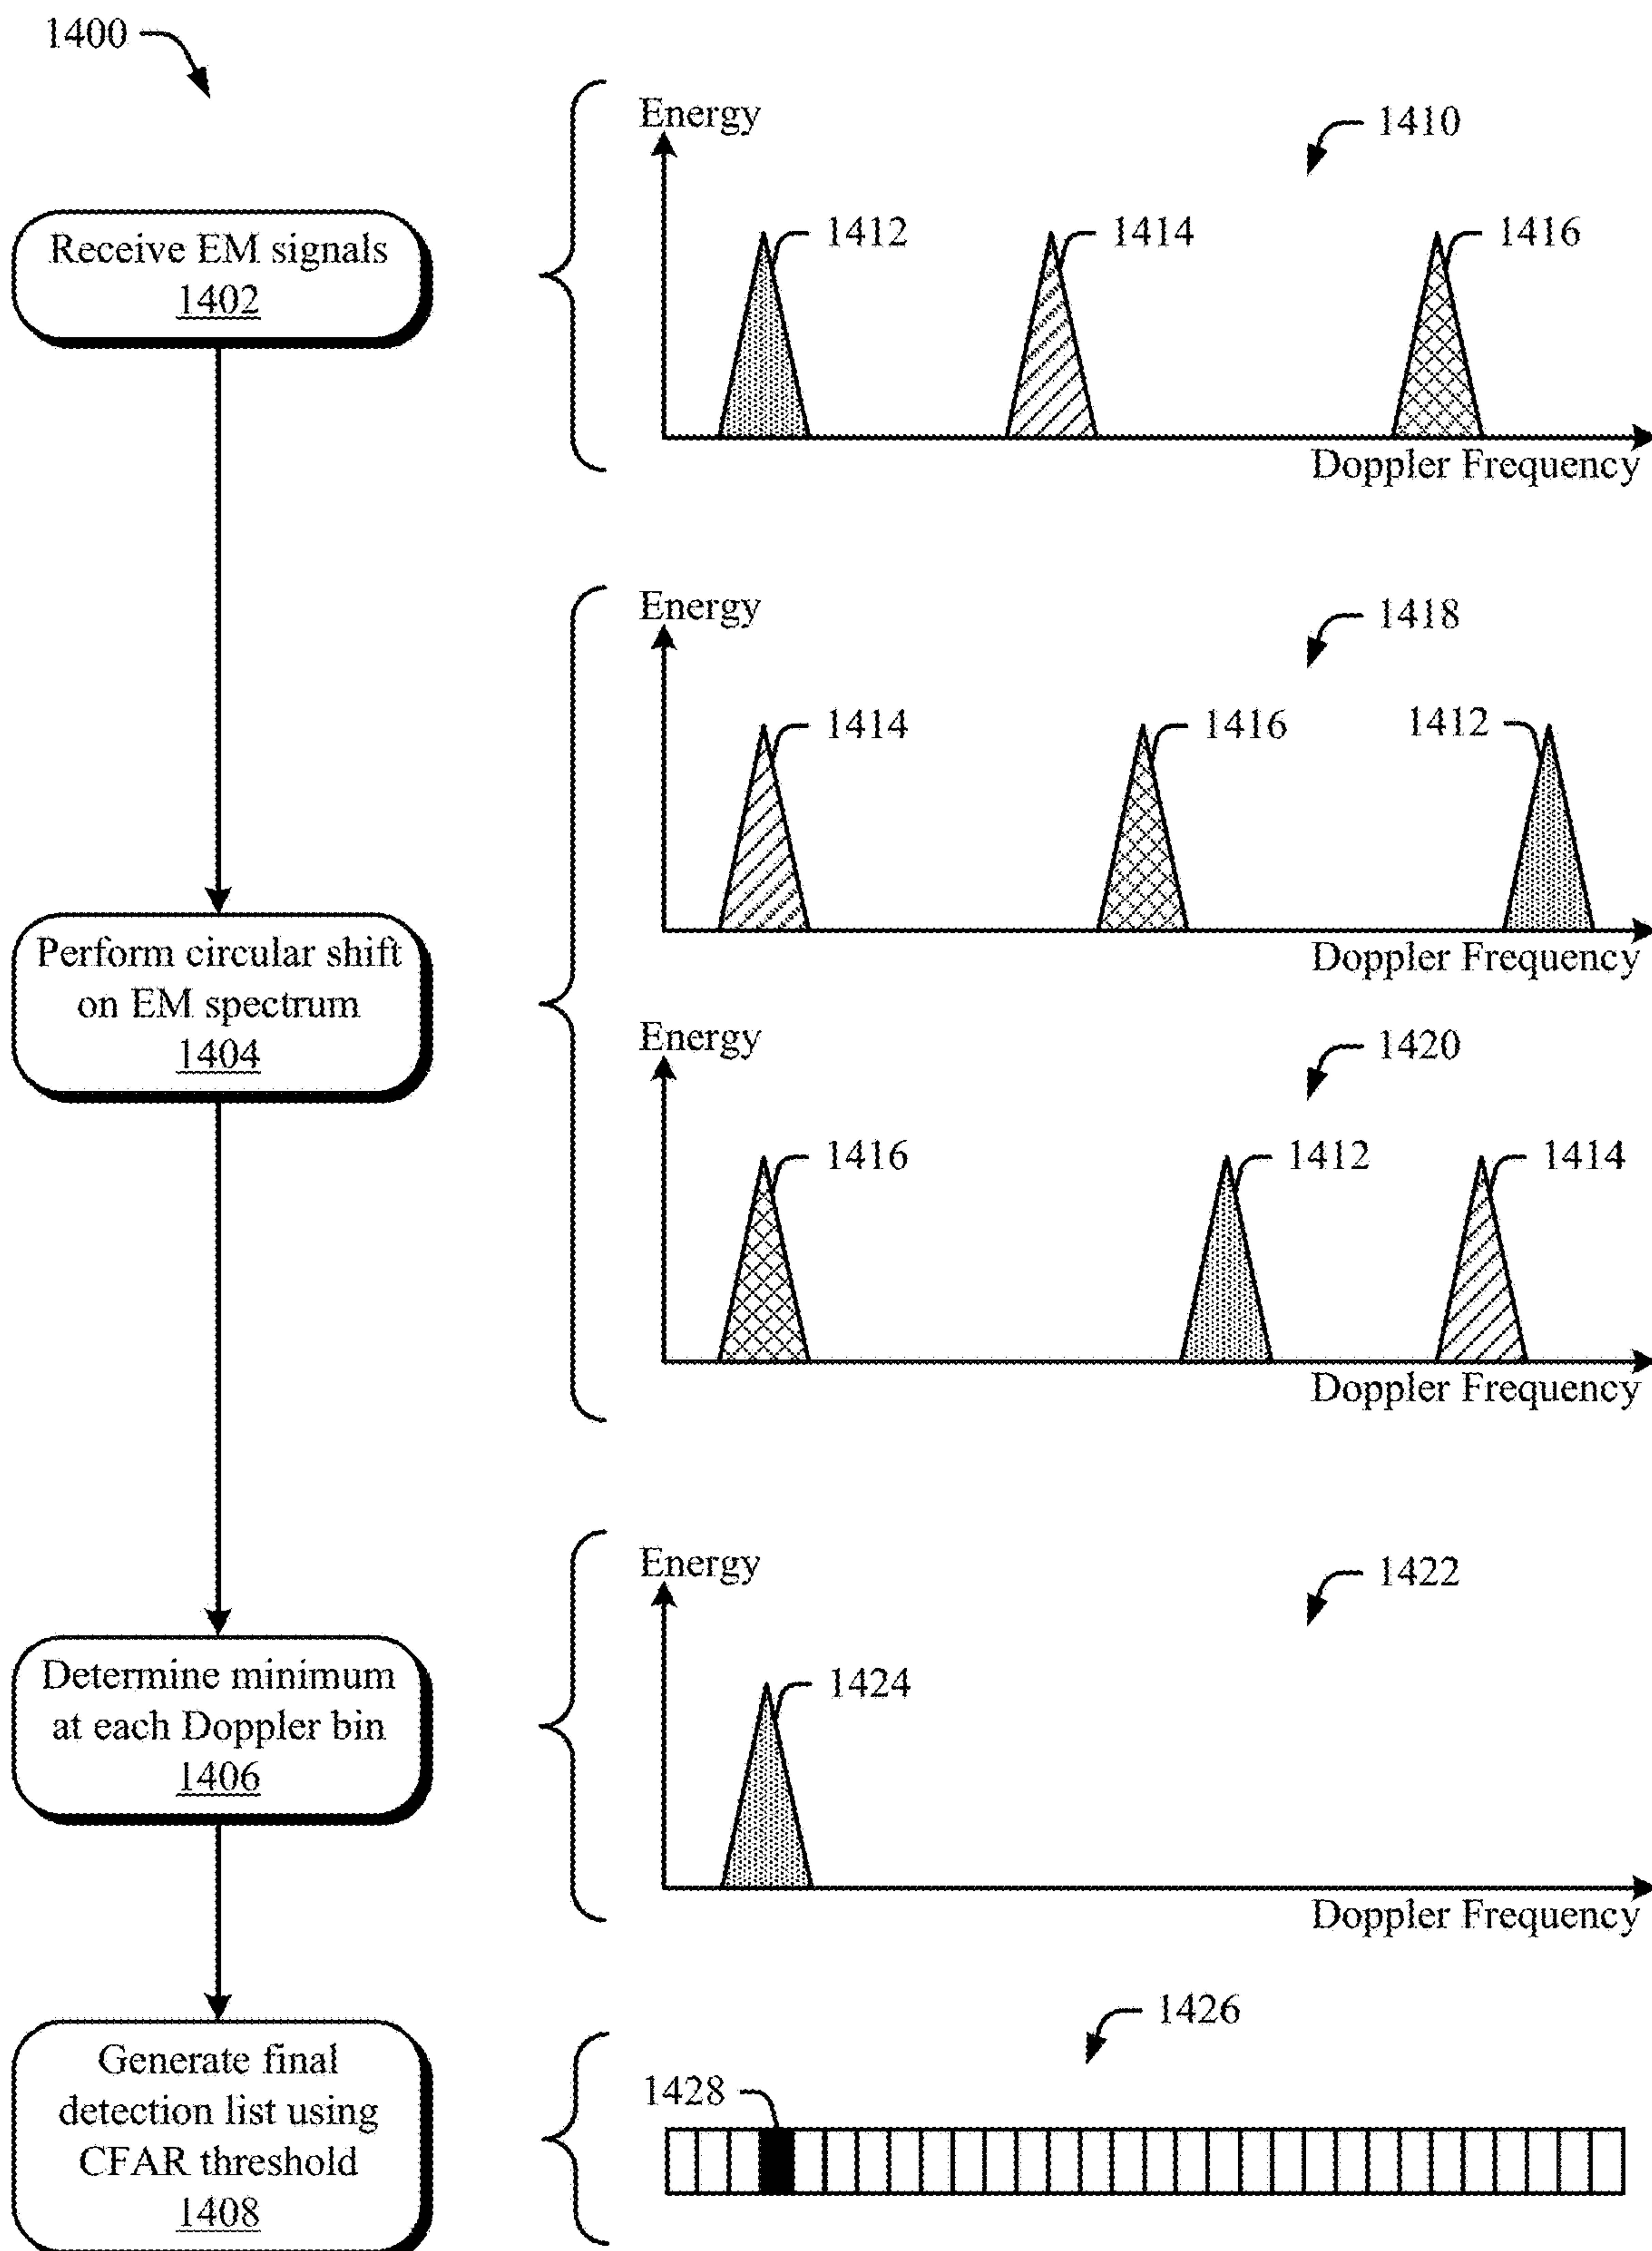 1400
Receive EM signals
1402
Energy
1410
1412
1414
1416
Doppler Frequency
Perform circular shift
on EM spectrum
1404
Energy
1418
1414
1416
1412
Doppler Frequency
Energy
1420
1416
1412
1414
Doppler Frequency
Determine minimum
at each Doppler bin
1406
Energy
1422
1424
Doppler Frequency
Generate final
detection list using
CFAR threshold
1408
1426
1428